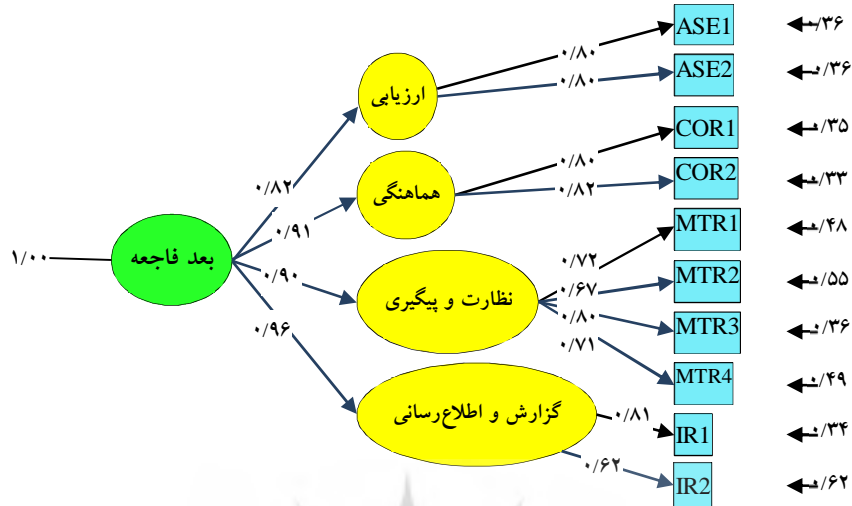 ASE1
۰/۳۶
۰/۸۰
ASE2
۰/۳۶
۰/۸۰
ارزیابی
COR1
۰/۳۵
۰/۸۰
۰/۸۲
COR2
۰/۳۳
۰/۸۲
هماهنگی
MTR1
۰/۴۸
۰/۹۱
بعد فاجعه
۱/۰۰
۰/۷۲
MTR2
۰/۵۵
۰/۹۰
نظارت و پیگیری
۰/۶۷
۰/۸۰
MTR3
۰/۳۶
۰/۹۶
۰/۷۱
MTR4
۰/۴۹
گزارش و اطلاع‌رسانی
۰/۸۱
IR1
۰/۳۴
۰/۶۲
IR2
۰/۶۲